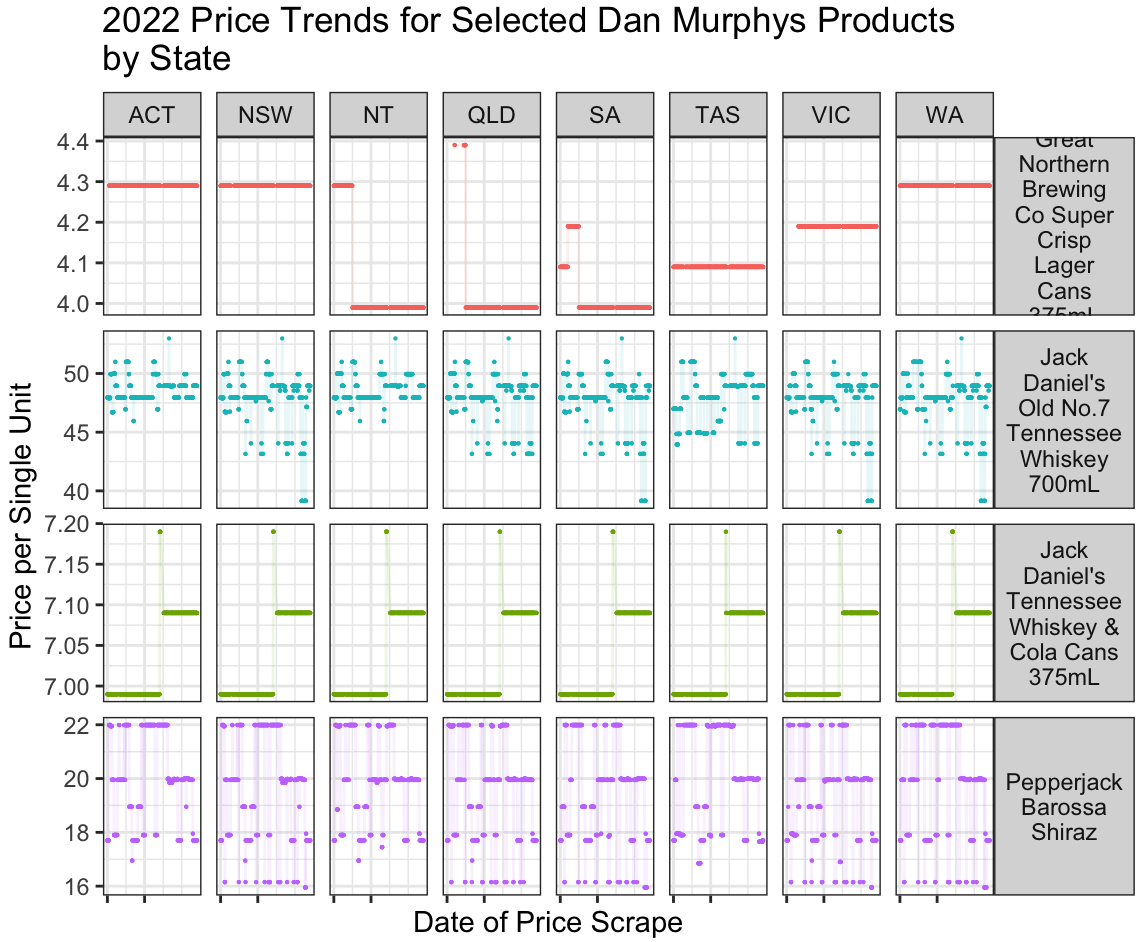 2022 Price Trends for Selected Dan Murphys Products
by State
ACT NSW NT QLD SA TAS VIC WA
4.4
4.3
4.2
4.1
4.0
Great
Northern
Brewing
Co Super
Crisp
Lager
Cans
375mL
50
45
40
Jack
Daniel's
Old No.7
Tennessee
Whiskey
700mL
7.20
7.15
7.10
7.05
7.00
Jack
Daniel's
Tennessee
Whiskey &
Cola Cans
375mL
22
20
18
16
Pepperjack
Barossa
Shiraz
Price per Single Unit
Date of Price Scrape